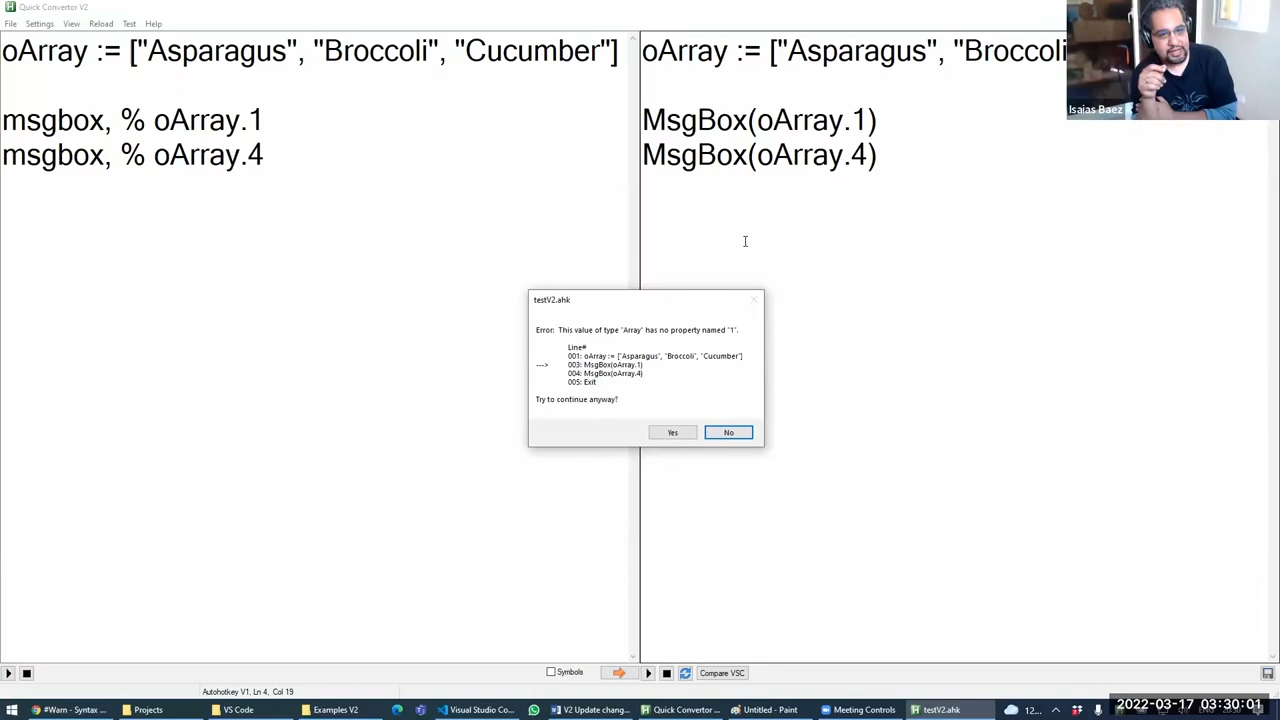 Quick Convertor V2
File Settings View Reload Test Help
oArray := ["Asparagus", "Broccoli", "Cucumber"]
msgbox, % oArray.1
msgbox, % oArray.4
oArray := ["Asparagus", "Broccoli
MsgBox(oArray.1)
MsgBox(oArray.4)
Isaias Baez
testV2.ahk
Error: This value of type "Array" has no property named "1".
Line#
001: oArray := ["Asparagus", "Broccoli", "Cucumber"]
---> 003: MsgBox(oArray.1)
004: MsgBox(oArray.4)
005: Exit
Try to continue anyway?
Yes No
Symbols Compare VSC
Autohotkey V1, Ln 4, Col 19
#Warn - Syntax ... Projects VS Code Examples V2 Visual Studio Co... V2 Update chang... Quick Convertor ... Untitled - Paint Meeting Controls testV2.ahk 12...
2022-03-17 03:30:01